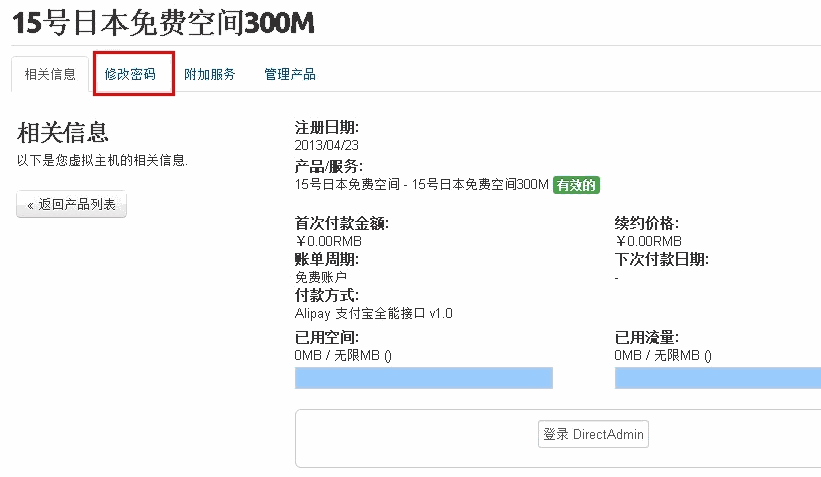 15号日本免费空间300M
相关信息 修改密码 附加服务 管理产品
相关信息
以下是您虚拟主机的相关信息.
« 返回产品列表
注册日期:
2013/04/23
产品/服务:
15号日本免费空间 - 15号日本免费空间300M 有效的
首次付款金额: 续约价格:
￥0.00RMB ￥0.00RMB
账单周期: 下次付款日期:
免费账户 -
付款方式:
Alipay 支付宝全能接口 v1.0
已用空间: 已用流量:
0MB / 无限MB () 0MB / 无限MB ()
登录 DirectAdmin